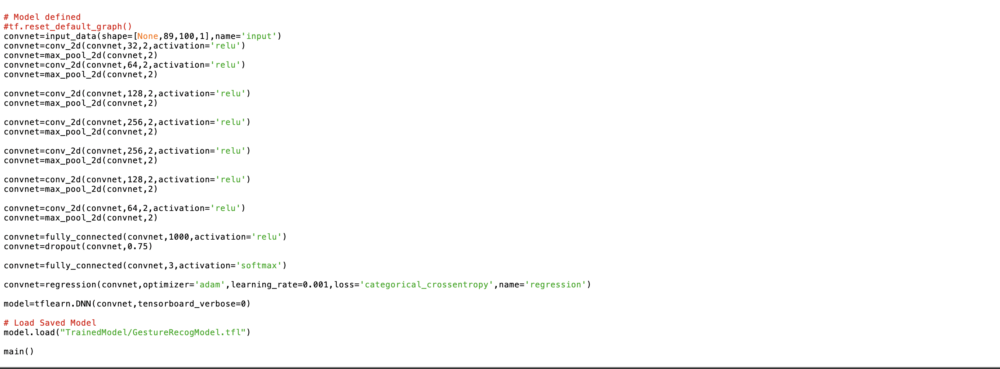 # Model defined
#tf.reset_default_graph()
convnet=input_data(shape=[None,89,100,1],name='input')
convnet=conv_2d(convnet,32,2,activation='relu')
convnet=max_pool_2d(convnet,2)
convnet=conv_2d(convnet,64,2,activation='relu')
convnet=max_pool_2d(convnet,2)
convnet=conv_2d(convnet,128,2,activation='relu')
convnet=max_pool_2d(convnet,2)
convnet=conv_2d(convnet,256,2,activation='relu')
convnet=max_pool_2d(convnet,2)
convnet=conv_2d(convnet,256,2,activation='relu')
convnet=max_pool_2d(convnet,2)
convnet=conv_2d(convnet,128,2,activation='relu')
convnet=max_pool_2d(convnet,2)
convnet=conv_2d(convnet,64,2,activation='relu')
convnet=max_pool_2d(convnet,2)
convnet=fully_connected(convnet,1000,activation='relu')
convnet=dropout(convnet,0.75)
convnet=fully_connected(convnet,3,activation='softmax')
convnet=regression(convnet,optimizer='adam',learning_rate=0.001,loss='categorical_crossentropy',name='regression')
model=tflearn.DNN(convnet,tensorboard_verbose=0)
# Load Saved Model
model.load("TrainedModel/GestureRecogModel.tfl")
main()